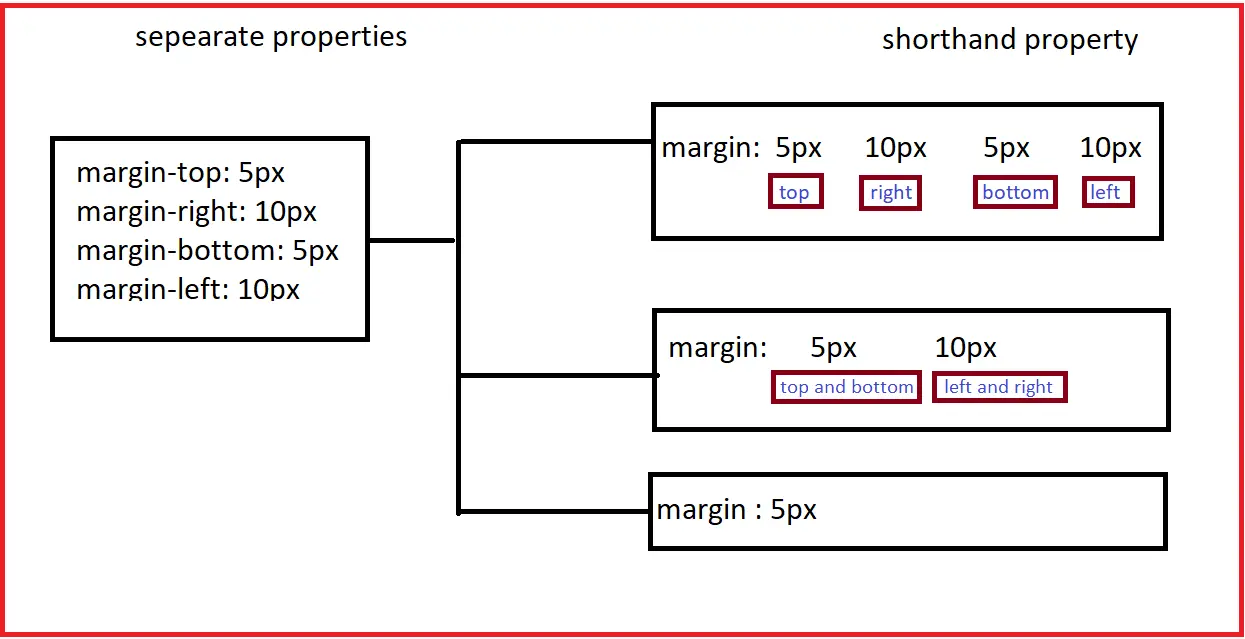 sepearate properties
shorthand property
margin-top: 5px
margin-right: 10px
margin-bottom: 5px
margin-left: 10px
margin: 5px 10px 5px 10px
top right bottom left
margin: 5px 10px
top and bottom left and right
margin : 5px